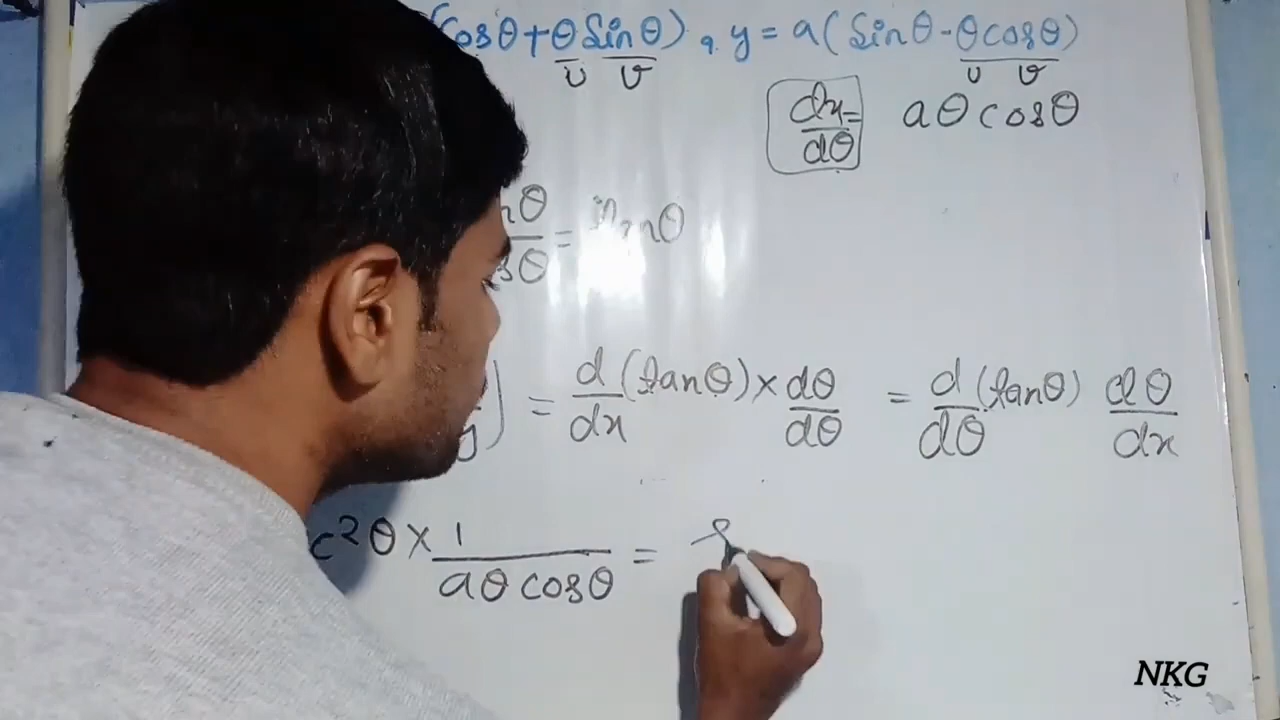 cosθ + θ sinθ) , y = a( sinθ - θ cosθ)
u v u v
dx/dθ = aθ cosθ
nθ/sθ = tanθ
) = d/dx (tanθ) × dθ/dθ = d/dθ (tanθ) dθ/dx
c²θ × 1/aθ cosθ =
NKG